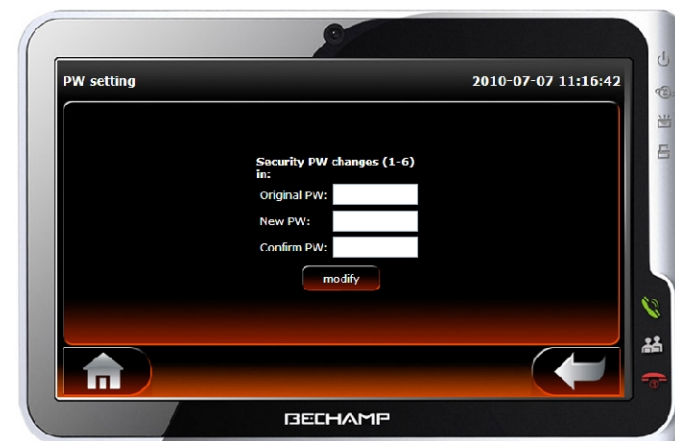 PW setting
2010-07-07 11:16:42
Security PW changes (1-6)
in:
Original PW:
New PW:
Confirm PW:
modify
BECHAMP